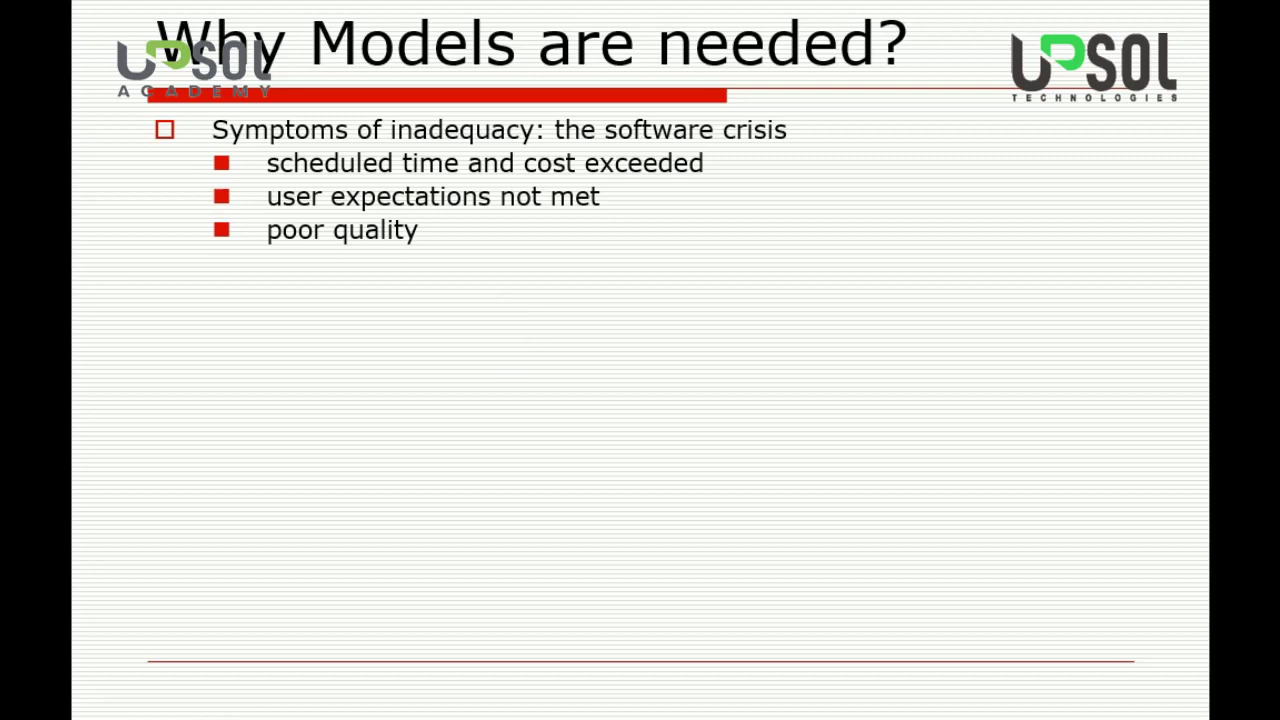 Why Models are needed?
UPSOL
ACADEMY
UPSOL
TECHNOLOGIES
Symptoms of inadequacy: the software crisis
scheduled time and cost exceeded
user expectations not met
poor quality